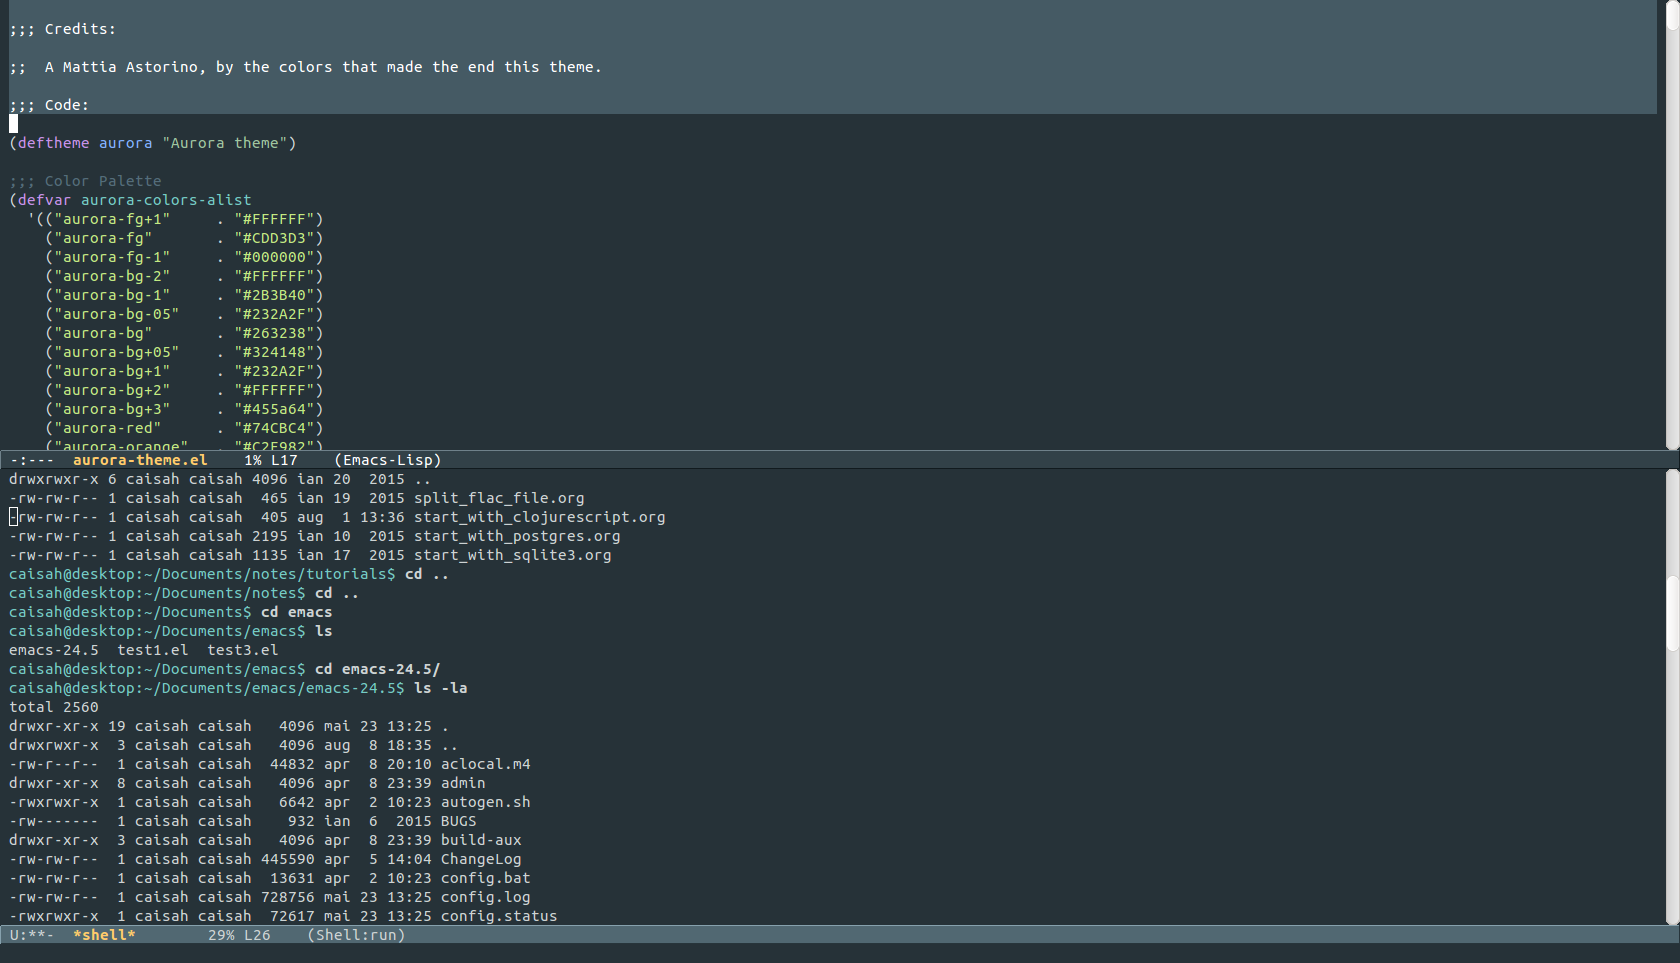 ;;; Credits:
;;  A Mattia Astorino, by the colors that made the end this theme.
;;; Code:
(deftheme aurora "Aurora theme")
;;; Color Palette
(defvar aurora-colors-alist
  '(("aurora-fg+1"     . "#FFFFFF")
    ("aurora-fg"       . "#CDD3D3")
    ("aurora-fg-1"     . "#000000")
    ("aurora-bg-2"     . "#FFFFFF")
    ("aurora-bg-1"     . "#2B3B40")
    ("aurora-bg-05"    . "#232A2F")
    ("aurora-bg"       . "#263238")
    ("aurora-bg+05"    . "#324148")
    ("aurora-bg+1"     . "#232A2F")
    ("aurora-bg+2"     . "#FFFFFF")
    ("aurora-bg+3"     . "#455a64")
    ("aurora-red"      . "#74CBC4")
    ("aurora-orange"   . "#C2E982")
-:---  aurora-theme.el    1% L17    (Emacs-Lisp)
drwxrwxr-x 6 caisah caisah 4096 ian 20  2015 ..
-rw-rw-r-- 1 caisah caisah  465 ian 19  2015 split_flac_file.org
-rw-rw-r-- 1 caisah caisah  405 aug  1 13:36 start_with_clojurescript.org
-rw-rw-r-- 1 caisah caisah 2195 ian 10  2015 start_with_postgres.org
-rw-rw-r-- 1 caisah caisah 1135 ian 17  2015 start_with_sqlite3.org
caisah@desktop:~/Documents/notes/tutorials$ cd ..
caisah@desktop:~/Documents/notes$ cd ..
caisah@desktop:~/Documents$ cd emacs
caisah@desktop:~/Documents/emacs$ ls
emacs-24.5  test1.el  test3.el
caisah@desktop:~/Documents/emacs$ cd emacs-24.5/
caisah@desktop:~/Documents/emacs/emacs-24.5$ ls -la
total 2560
drwxr-xr-x 19 caisah caisah   4096 mai 23 13:25 .
drwxrwxr-x  3 caisah caisah   4096 aug  8 18:35 ..
-rw-r--r--  1 caisah caisah  44832 apr  8 20:10 aclocal.m4
drwxr-xr-x  8 caisah caisah   4096 apr  8 23:39 admin
-rwxrwxr-x  1 caisah caisah   6642 apr  2 10:23 autogen.sh
-rw-------  1 caisah caisah    932 ian  6  2015 BUGS
drwxr-xr-x  3 caisah caisah   4096 apr  8 23:39 build-aux
-rw-rw-r--  1 caisah caisah 445590 apr  5 14:04 ChangeLog
-rw-rw-r--  1 caisah caisah  13631 apr  2 10:23 config.bat
-rw-rw-r--  1 caisah caisah 728756 mai 23 13:25 config.log
-rwxrwxr-x  1 caisah caisah  72617 mai 23 13:25 config.status
U:**-  *shell*        29% L26    (Shell:run)